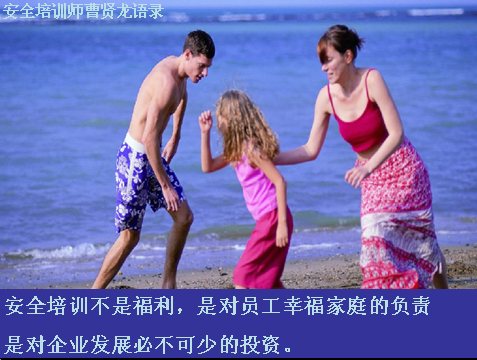 安全培训师曹贤龙语录
安全培训不是福利，是对员工幸福家庭的负责
是对企业发展必不可少的投资。